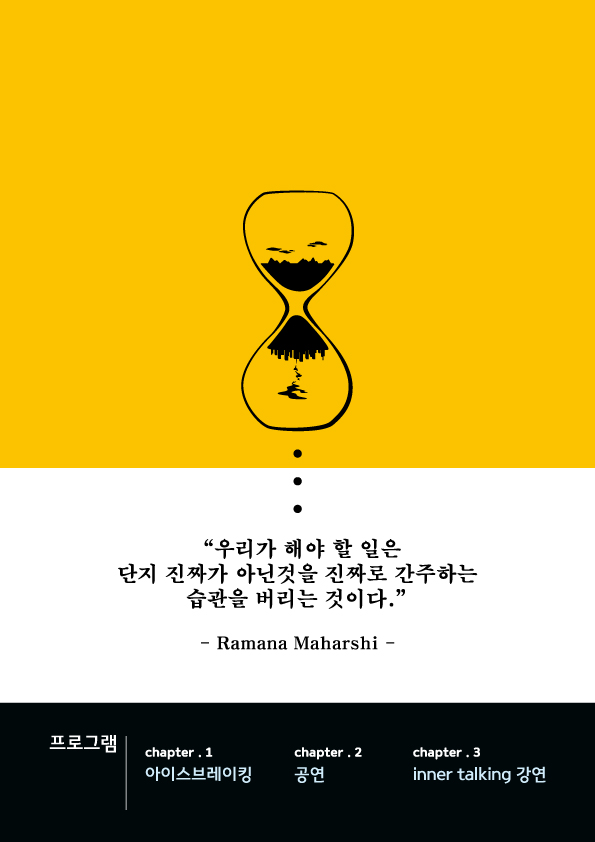 “우리가 해야 할 일은
단지 진짜가 아닌것을 진짜로 간주하는
습관을 버리는 것이다.”
– Ramana Maharshi –
프로그램
chapter . 1
아이스브레이킹
chapter . 2
공연
chapter . 3
inner talking 강연